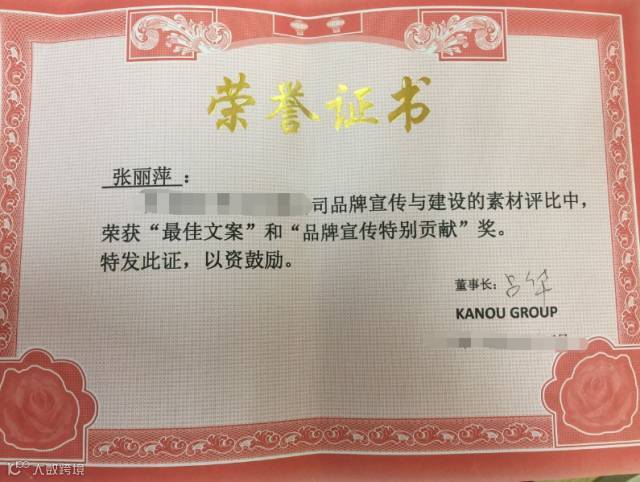 荣誉证书
张丽萍：
司品牌宣传与建设的素材评比中，
荣获“最佳文案”和“品牌宣传特别贡献”奖。
特发此证，以资鼓励。
董事长：
KANOU GROUP
大数跨境